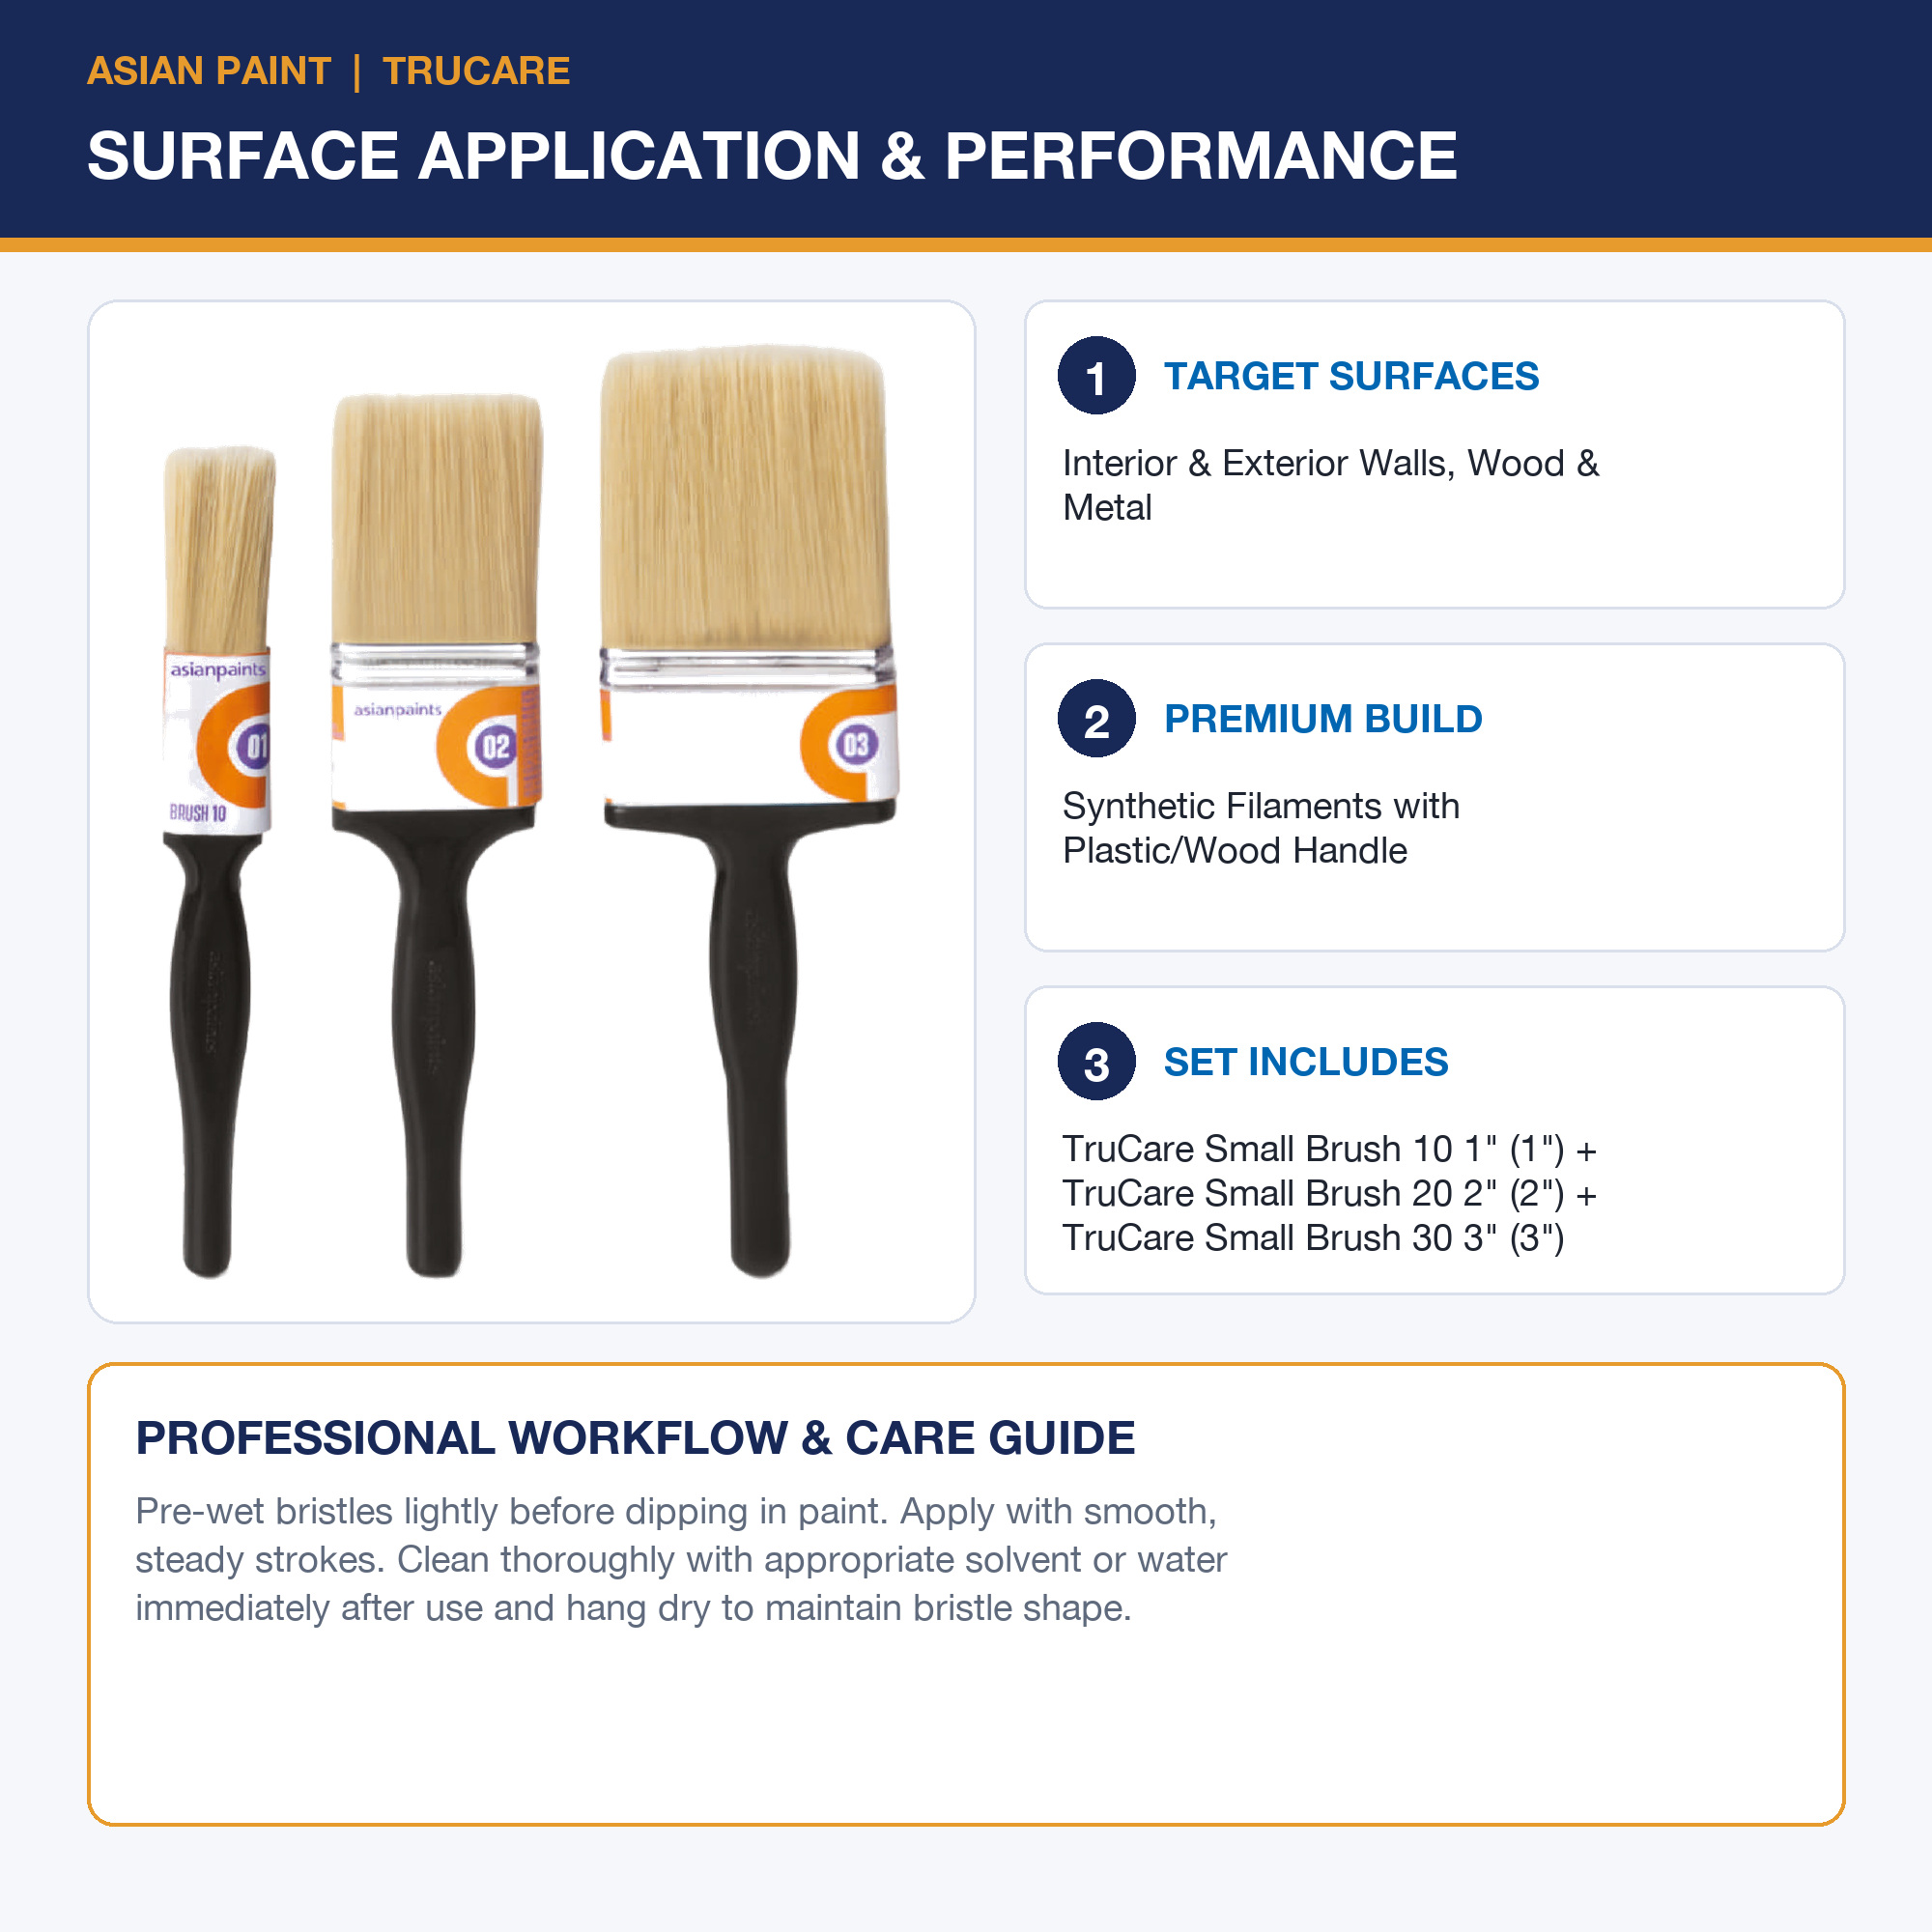 ASIAN PAINT | TRUCARE
SURFACE APPLICATION & PERFORMANCE
asianpaints
01
BRUSH 10
asianpaints
02
03
1 TARGET SURFACES
Interior & Exterior Walls, Wood &
Metal
2 PREMIUM BUILD
Synthetic Filaments with
Plastic/Wood Handle
3 SET INCLUDES
TruCare Small Brush 10 1" (1") +
TruCare Small Brush 20 2" (2") +
TruCare Small Brush 30 3" (3")
PROFESSIONAL WORKFLOW & CARE GUIDE
Pre-wet bristles lightly before dipping in paint. Apply with smooth,
steady strokes. Clean thoroughly with appropriate solvent or water
immediately after use and hang dry to maintain bristle shape.